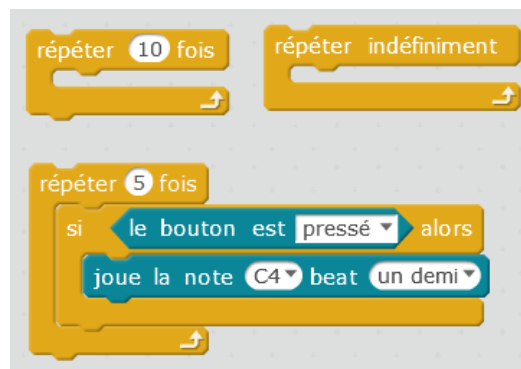 répéter 10 fois
répéter indéfiniment
répéter 5 fois
si le bouton est pressé alors
joue la note C4 beat un demi